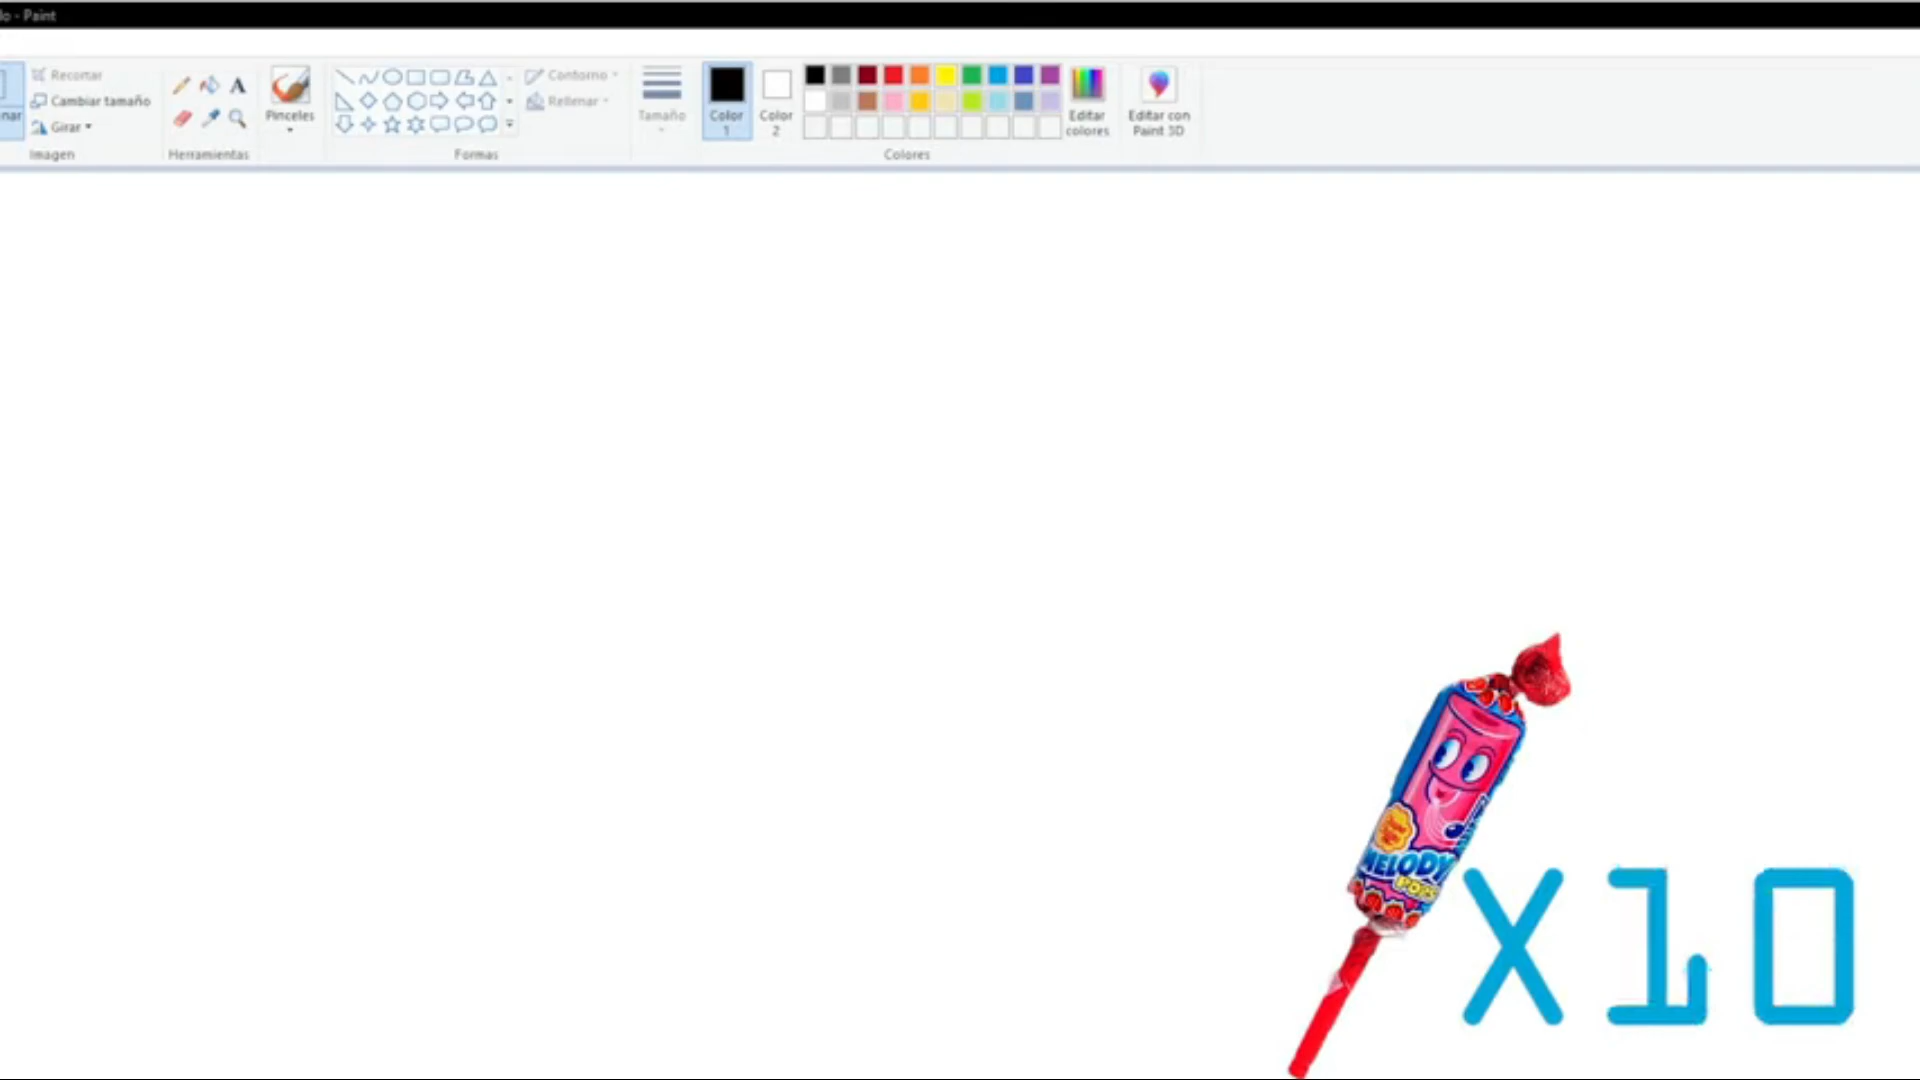 do - Paint
Recortar
Cambiar tamaño
Girar
Imagen
Herramientas
Pinceles
Formas
Contorno
Rellenar
Tamaño
Color
1
Color
2
Colores
Editar
colores
Editar con
Paint 3D
MELODY
POPS
X10